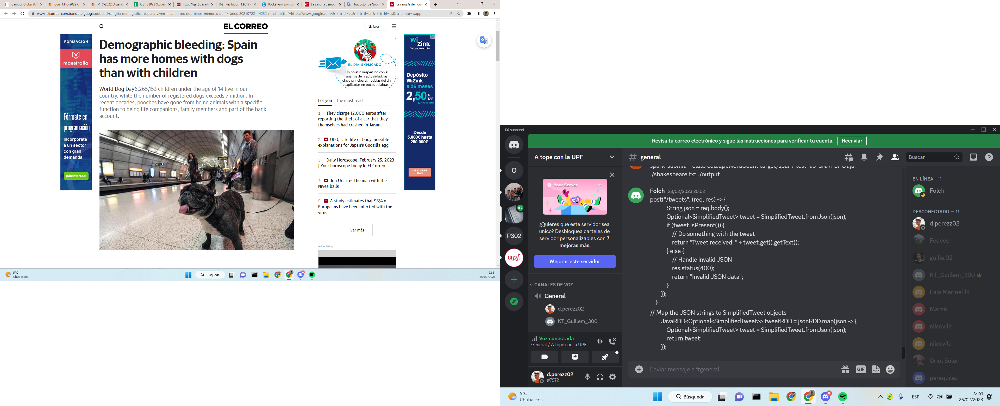 Campus Global (U
Curs: MTC-2022 O
MTC-2022 Organit
OETIC2023 Studen
https://gestioacad
Recibidos (1.901) -
PocketPaw Environ
La sangría demog
Traductor de Goog
La sangría demog
www-elcorreo-com.translate.goog/sociedad/sangria-demografica-espana-viven-mas-perros-que-ninos-menores-de-14-anos-20210722114232-ntrc.html?ref=https://www.google.com/&_x_tr_sl=es&_x_tr_tl=en&_x_tr_hl=es&_x_tr_pto=wapp
EL CORREO
Log in
FORMACIÓN
maestralia
Fórmate en
programación
Incorpórate
a un sector
con gran
demanda.
¡Me interesa!
Demographic bleeding: Spain
has more homes with dogs
than with children
World Dog Day6,265,153 children under the age of 14 live in our
country, while the number of registered dogs exceeds 7 million. In
recent decades, pooches have gone from being animals with a specific
function to being life companions, family members and part of the bank
account.
EL DÍA, EXPLICADO
Un boletín vespertino con el
análisis de la actualidad, las
cinco principales noticias del día
explicadas en pocas palabras.
For you The most read
1 · They charge 12,000 euros after
reporting the theft of a car that they
themselves had crashed in Jarama
2 · UFO, satellite or buoy, possible
explanations for Japan's Godzilla egg
3 · Daily Horoscope, February 25, 2023
| Your horoscope today in El Correo
4 · Jon Uriarte: The man with the
Nivea balls
5 · A study estimates that 95% of
Europeans have been infected with the
virus
Ver más
Advertising
WiZink
Tu banco senzillo
Depósito
WiZink
a 36 meses
2,50 % TAE
(2,477% TIN)
Desde
5.000€ hasta
250.000€.
DESCUBRE
MÁS
5°C
Chubascos
Búsqueda
22:51
26/02/2023
Discord
Revisa tu correo electrónico y sigue las instrucciones para verificar tu cuenta.
Reenviar
A tope con la UPF
general
Buscar
O
P302
upf.
Your Server
¿Quieres que este servidor sea
único? Desbloquea carteles de
servidor personalizables con 7
mejoras más.
Mejorar este servidor
CANALES DE VOZ
General
d.perezz02
KT_Guillem_300
Voz conectada
General / A tope con la UPF
d.perezz02
#7572
./shakespeare.txt ./output
Folch 23/02/2023 20:02
post("/tweets", (req, res) -> {
String json = req.body();
Optional<SimplifiedTweet> tweet = SimplifiedTweet.fromJson(json);
if (tweet.isPresent()) {
// Do something with the tweet
return "Tweet received: " + tweet.get().getText();
} else {
// Handle invalid JSON
res.status(400);
return "Invalid JSON data";
}
});
}
// Map the JSON strings to SimplifiedTweet objects
JavaRDD<Optional<SimplifiedTweet>> tweetRDD = jsonRDD.map(json -> {
Optional<SimplifiedTweet> tweet = SimplifiedTweet.fromJson(json);
return tweet;
});
Enviar mensaje a #general
GIF
EN LÍNEA — 1
Folch
DESCONECTADO — 11
d.perezz02
Fedeee
guille.02_
KT_Guillem_300
Laia Marinel·lo
Maren
niicovila
niicovila
Oriol Soler
perequilez
5°C
Chubascos
Búsqueda
ESP
22:51
26/02/2023